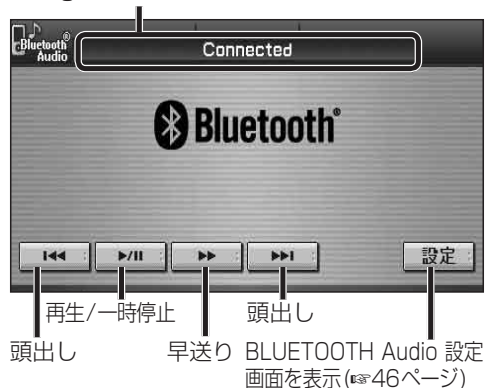 Bluetooth®
Audio
Connected
Bluetooth®
設定
再生/一時停止
頭出し
頭出し
早送り
BLUETOOTH Audio 設定
画面を表示(☞46ページ)